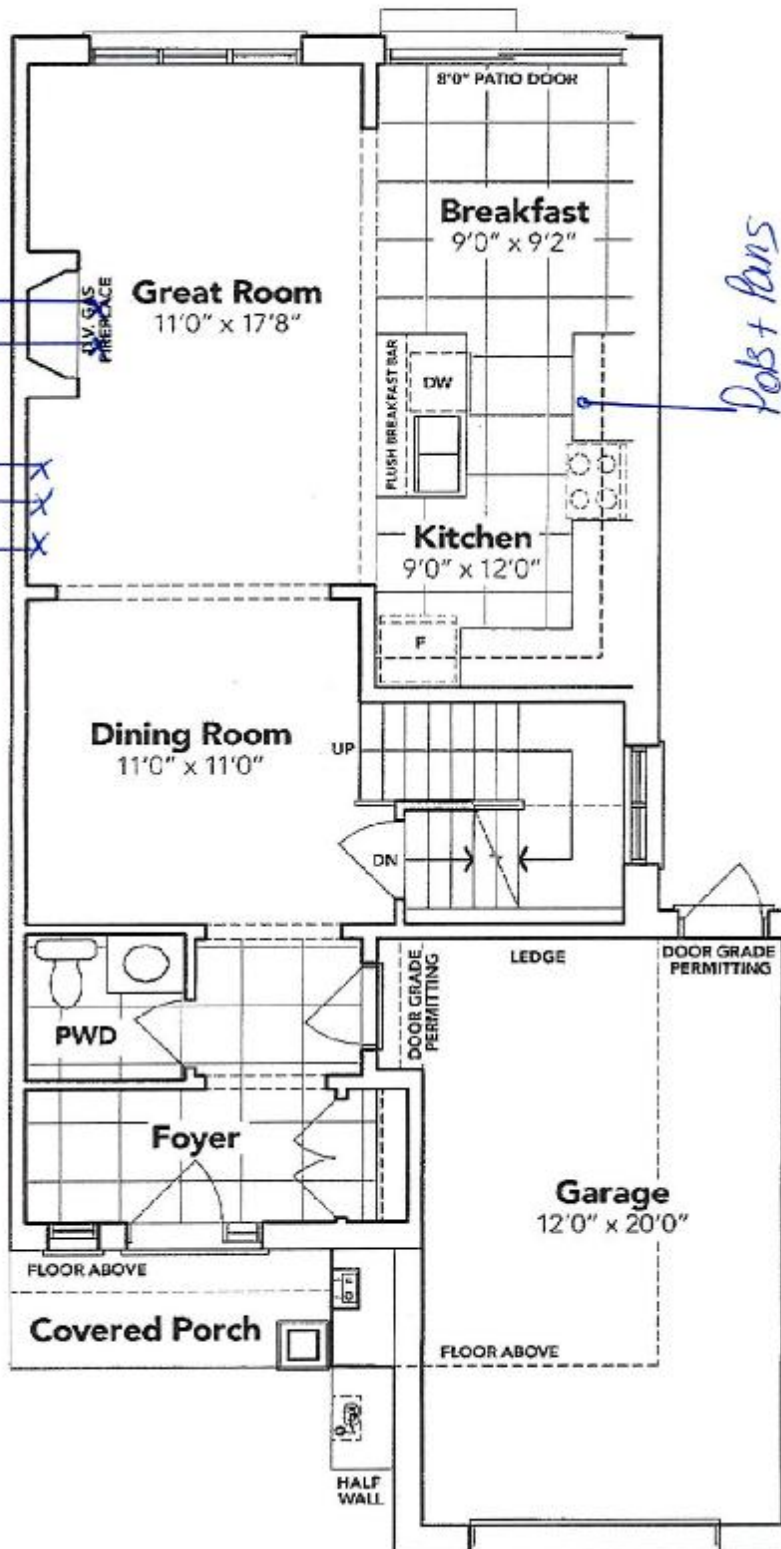 8'0" PATIO DOOR
Breakfast
9'0" x 9'2"
Great Room
11'0" x 17'8"
D.V. GAS
FIREPLACE
Pots + Pans
DW
FLUSH BREAKFAST BAR
Kitchen
9'0" x 12'0"
F
Dining Room
11'0" x 11'0"
UP
DN
LEDGE
DOOR GRADE
PERMITTING
DOOR GRADE
PERMITTING
PWD
Foyer
Garage
12'0" x 20'0"
FLOOR ABOVE
Covered Porch
FLOOR ABOVE
HALF
WALL